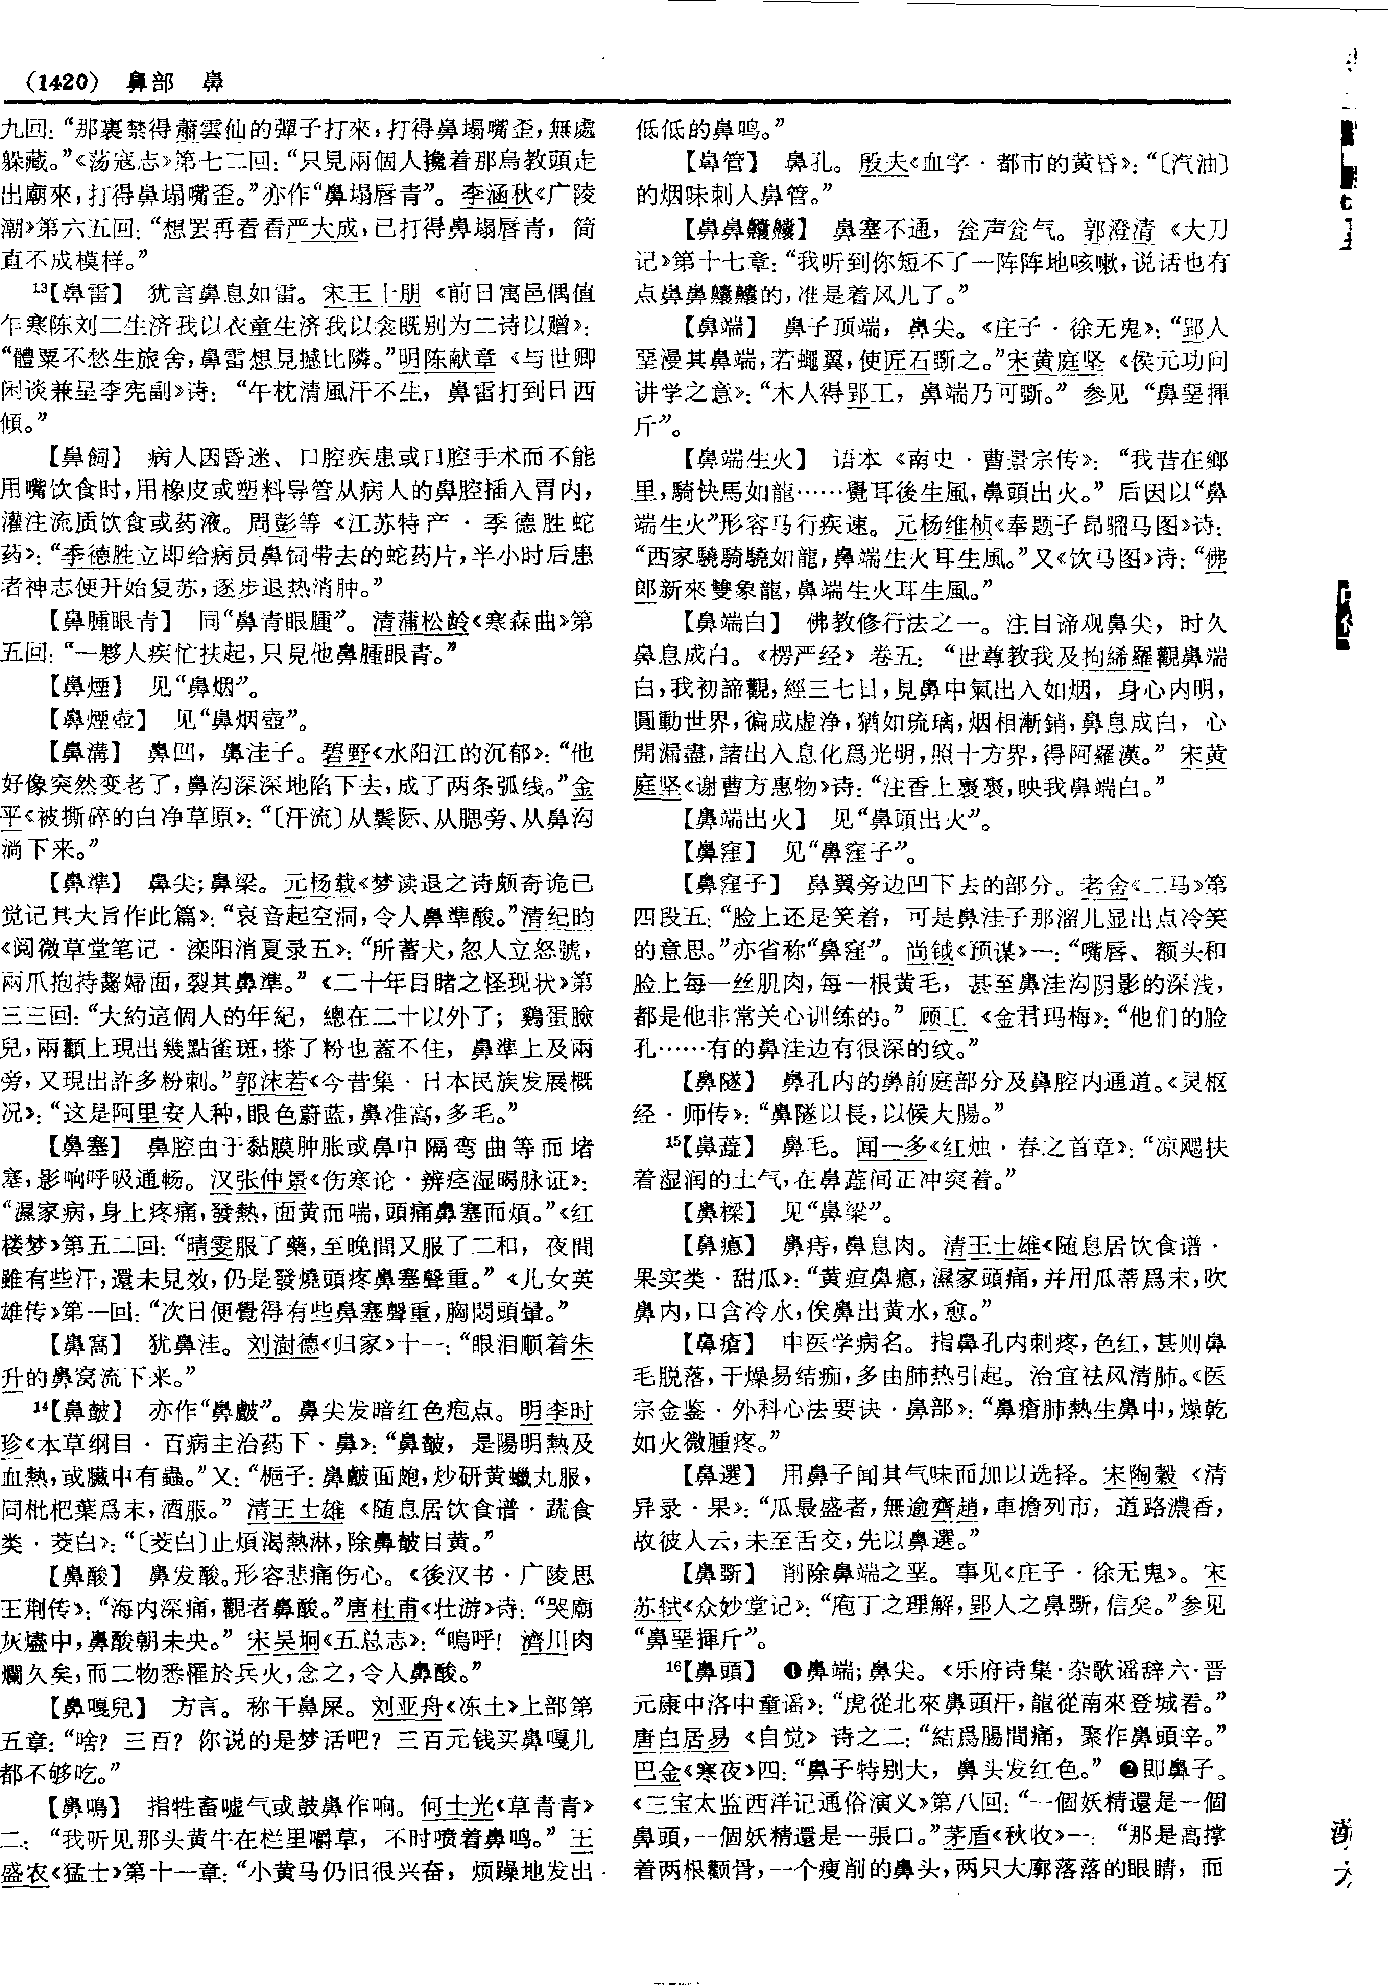 (1420) 鼻部 鼻
九回：“那裏禁得蕭雲仙的彈子打來，打得鼻塌嘴歪，無處
躲藏。”《荡寇志》第七二回：“只見兩個人攙着那烏教頭走
出廟來，打得鼻塌嘴歪。”亦作“鼻塌唇青”。李涵秋《广陵
潮》第六五回：“想罢再看看严大成，已打得鼻塌唇青，简
直不成模样。”
13【鼻雷】 犹言鼻息如雷。宋王十朋《前日寓邑偶值
乍寒陈刘二生济我以衣童生济我以衾既别为二诗以赠》：
“體粟不愁生旅舍，鼻雷想見撼比隣。”明陈献章《与世卿
闲谈兼呈李宪副》诗：“午枕清風汗不生，鼻雷打到日西
傾。”
【鼻飼】 病人因昏迷、口腔疾患或口腔手术而不能
用嘴饮食时，用橡皮或塑料导管从病人的鼻腔插入胃内，
灌注流质饮食或药液。周彭等《江苏特产·季德胜蛇
药》：“季德胜立即给病员鼻饲带去的蛇药片，半小时后患
者神志便开始复苏，逐步退热消肿。”
【鼻腫眼青】 同“鼻青眼腫”。清蒲松龄《寒森曲》第
五回：“一夥人疾忙扶起，只見他鼻腫眼青。”
【鼻煙】 见“鼻烟”。
【鼻煙壺】 见“鼻烟壺”。
【鼻溝】 鼻凹，鼻洼子。碧野《水阳江的沉郁》：“他
好像突然变老了，鼻沟深深地陷下去，成了两条弧线。”金
平《被撕碎的白净草原》：“〔汗流〕从鬓际、从腮旁、从鼻沟
淌下来。”
【鼻準】 鼻尖；鼻梁。元杨载《梦读退之诗颇奇诡已
觉记其大旨作此篇》：“哀音起空洞，令人鼻準酸。”清纪昀
《阅微草堂笔记·滦阳消夏录五》：“所蓄犬，忽人立怒號，
兩爪抱持嫠婦面，裂其鼻準。”《二十年目睹之怪现状》第
三三回：“大約這個人的年紀，總在二十以外了；鷄蛋臉
兒，兩顴上現出幾點雀斑，搽了粉也蓋不住，鼻準上及兩
旁，又現出許多粉刺。”郭沫若《今昔集·日本民族发展概
况》：“这是阿里安人种，眼色蔚蓝，鼻准高，多毛。”
【鼻塞】 鼻腔由于黏膜肿胀或鼻中隔弯曲等而堵
塞，影响呼吸通畅。汉张仲景《伤寒论·辨痉湿暍脉证》：
“濕家病，身上疼痛，發熱，面黄而喘，頭痛鼻塞而煩。”《红
楼梦》第五二回：“晴雯服了藥，至晚間又服了二和，夜間
雖有些汗，還未見效，仍是發燒頭疼鼻塞聲重。”《儿女英
雄传》第一回：“次日便覺得有些鼻塞聲重，胸悶頭暈。”
【鼻窩】 犹鼻洼。刘澍德《归家》十一：“眼泪顺着朱
升的鼻窝流下来。”
14【鼻皻】 亦作“鼻齇”。鼻尖发暗红色疱点。明李时
珍《本草纲目·百病主治药下·鼻》：“鼻皻，是陽明熱及
血熱，或臟中有蟲。”又：“梔子：鼻齇面皰，炒研黄蠟丸服，
同枇杷葉爲末，酒服。”清王士雄《随息居饮食谱·蔬食
类·茭白》：“〔茭白〕止煩渴熱淋，除鼻皻目黄。”
【鼻酸】 鼻发酸。形容悲痛伤心。《後汉书·广陵思
王荆传》：“海内深痛，觀者鼻酸。”唐杜甫《壮游》诗：“哭廟
灰燼中，鼻酸朝未央。”宋吴坰《五总志》：“嗚呼！濟川肉
爛久矣，而二物悉罹於兵火，念之，令人鼻酸。”
【鼻嘎兒】 方言。称干鼻屎。刘亚舟《冻土》上部第
五章：“啥？三百？你说的是梦话吧？三百元钱买鼻嘎儿
都不够吃。”
【鼻鳴】 指牲畜嘘气或鼓鼻作响。何士光《草青青》
二：“我听见那头黄牛在栏里嚼草，不时喷着鼻鸣。”王
盛农《猛士》第十一章：“小黄马仍旧很兴奋，烦躁地发出
低低的鼻鸣。”
【鼻管】 鼻孔。殷夫《血字·都市的黄昏》：“〔汽油〕
的烟味刺人鼻管。”
【鼻鼻齉齉】 鼻塞不通，瓮声瓮气。郭澄清《大刀
记》第十七章：“我听到你短不了一阵阵地咳嗽，说话也有
点鼻鼻齉齉的，准是着风儿了。”
【鼻端】 鼻子顶端，鼻尖。《庄子·徐无鬼》：“郢人
堊漫其鼻端，若蠅翼，使匠石斲之。”宋黄庭坚《侯元功问
讲学之意》：“木人得郢工，鼻端乃可斲。”参见“鼻堊揮
斤”。
【鼻端生火】 语本《南史·曹景宗传》：“我昔在鄉
里，騎快馬如龍……覺耳後生風，鼻頭出火。”后因以“鼻
端生火”形容马行疾速。元杨维桢《奉题子昂骝马图》诗：
“西家驍騎驍如龍，鼻端生火耳生風。”又《饮马图》诗：“佛
郎新來雙象龍，鼻端生火耳生風。”
【鼻端白】 佛教修行法之一。注目谛观鼻尖，时久
鼻息成白。《楞严经》卷五：“世尊教我及拘絺羅觀鼻端
白，我初諦觀，經三七日，見鼻中氣出入如烟，身心内明，
圓動世界，徧成虚净，猶如琉璃，烟相漸銷，鼻息成白，心
開漏盡，諸出入息化爲光明，照十方界，得阿羅漢。”宋黄
庭坚《谢曹方惠物》诗：“注香上裊裊，映我鼻端白。”
【鼻端出火】 见“鼻頭出火”。
【鼻窪】 见“鼻窪子”。
【鼻窪子】 鼻翼旁边凹下去的部分。老舍《二马》第
四段五：“脸上还是笑着，可是鼻洼子那溜儿显出点冷笑
的意思。”亦省称“鼻窪”。尚钺《预谋》一：“嘴唇、额头和
脸上每一丝肌肉，每一根黄毛，甚至鼻洼沟阴影的深浅，
都是他非常关心训练的。”顾工《金君玛梅》：“他们的脸
孔……有的鼻洼边有很深的纹。”
【鼻隧】 鼻孔内的鼻前庭部分及鼻腔内通道。《灵枢
经·师传》：“鼻隧以長，以候大腸。”
15【鼻蕋】 鼻毛。闻一多《红烛·春之首章》：“凉飔扶
着湿润的土气，在鼻蕋间正冲突着。”
【鼻樑】 见“鼻梁”。
【鼻瘜】 鼻痔，鼻息肉。清王士雄《随息居饮食谱·
果实类·甜瓜》：“黄疸鼻瘜，濕家頭痛，并用瓜蒂爲末，吹
鼻内，口含冷水，俟鼻出黄水，愈。”
【鼻瘡】 中医学病名。指鼻孔内刺疼，色红，甚则鼻
毛脱落，干燥易结痂，多由肺热引起。治宜祛风清肺。《医
宗金鉴·外科心法要诀·鼻部》：“鼻瘡肺熱生鼻中，燥乾
如火微腫疼。”
【鼻選】 用鼻子闻其气味而加以选择。宋陶穀《清
异录·果》：“瓜最盛者，無逾齊趙，車擔列市，道路濃香，
故彼人云，未至舌交，先以鼻選。”
【鼻斲】 削除鼻端之垩。事见《庄子·徐无鬼》。宋
苏轼《众妙堂记》：“庖丁之理解，郢人之鼻斲，信矣。”参见
“鼻堊揮斤”。
16【鼻頭】 ❶鼻端；鼻尖。《乐府诗集·杂歌谣辞六·晋
元康中洛中童谣》：“虎從北來鼻頭汗，龍從南來登城看。”
唐白居易《自觉》诗之二：“結爲腸間痛，聚作鼻頭辛。”
巴金《寒夜》四：“鼻子特别大，鼻头发红色。”❷即鼻子。
《三宝太监西洋记通俗演义》第八回：“一個妖精還是一個
鼻頭，一個妖精還是一張口。”茅盾《秋收》一：“那是高撑
着两根颧骨，一个瘦削的鼻头，两只大廓落落的眼睛，而